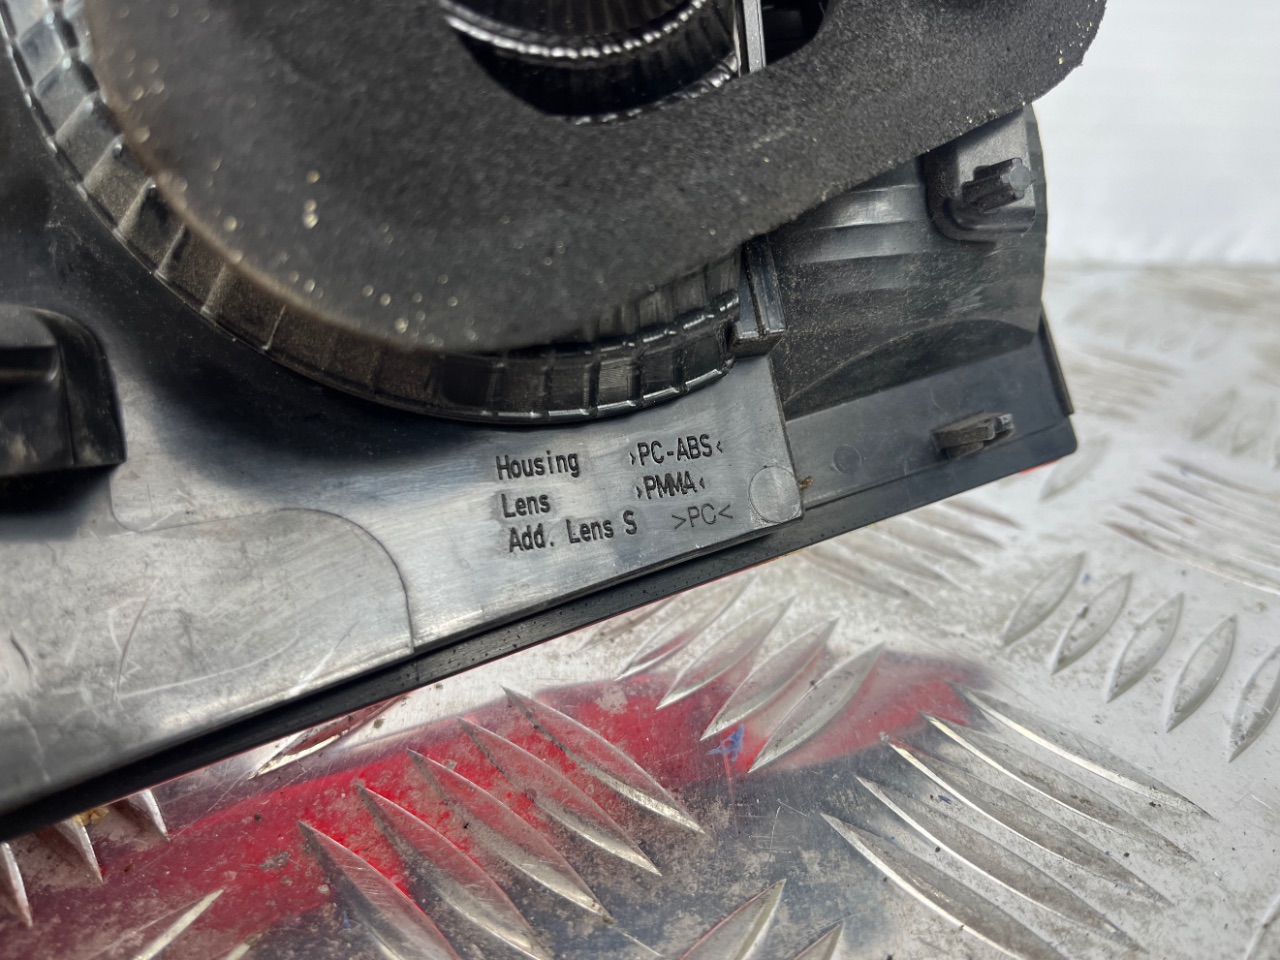 Housing >PC-ABS<
Lens >PMMA<
Add. Lens S >PC<